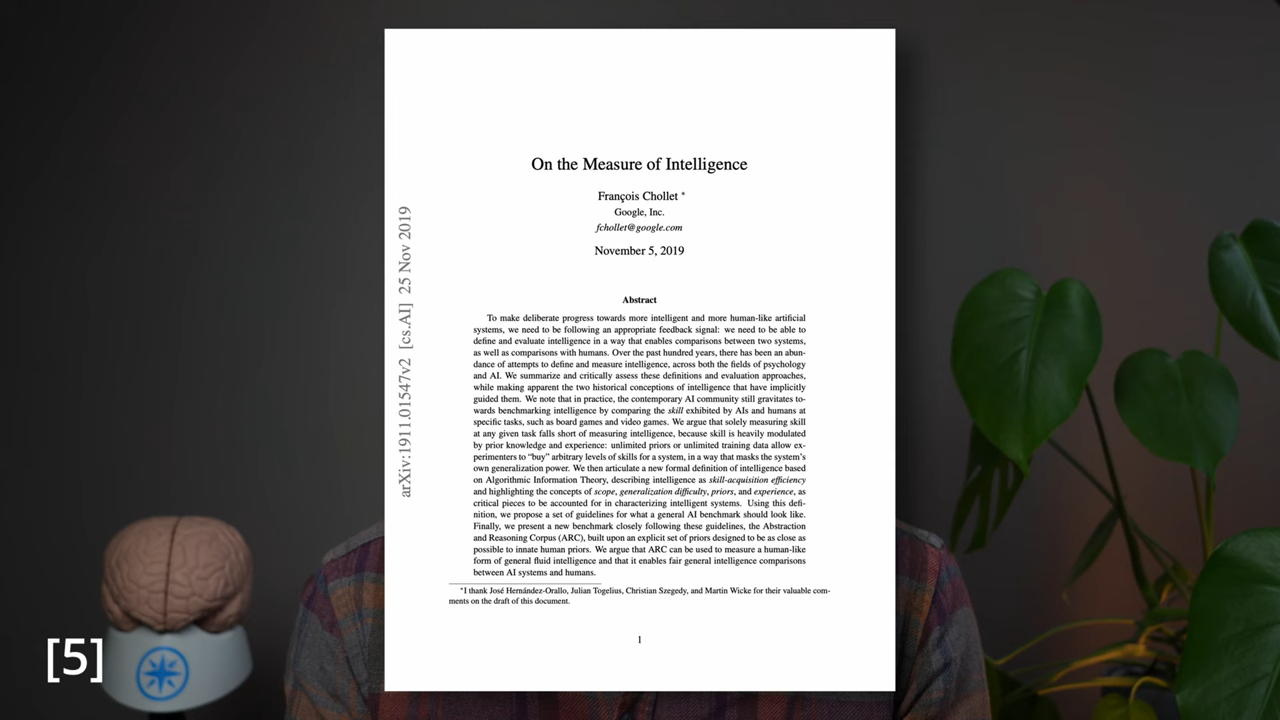 On the Measure of Intelligence
François Chollet *
Google, Inc.
fchollet@google.com
November 5, 2019
arXiv:1911.01547v2 [cs.AI] 25 Nov 2019
Abstract
To make deliberate progress towards more intelligent and more human-like artificial
systems, we need to be following an appropriate feedback signal: we need to be able to
define and evaluate intelligence in a way that enables comparisons between two systems,
as well as comparisons with humans. Over the past hundred years, there has been an abun-
dance of attempts to define and measure intelligence, across both the fields of psychology
and AI. We summarize and critically assess these definitions and evaluation approaches,
while making apparent the two historical conceptions of intelligence that have implicitly
guided them. We note that in practice, the contemporary AI community still gravitates to-
wards benchmarking intelligence by comparing the skill exhibited by AIs and humans at
specific tasks, such as board games and video games. We argue that solely measuring skill
at any given task falls short of measuring intelligence, because skill is heavily modulated
by prior knowledge and experience: unlimited priors or unlimited training data allow ex-
perimenters to “buy” arbitrary levels of skills for a system, in a way that masks the system’s
own generalization power. We then articulate a new formal definition of intelligence based
on Algorithmic Information Theory, describing intelligence as skill-acquisition efficiency
and highlighting the concepts of scope, generalization difficulty, priors, and experience, as
critical pieces to be accounted for in characterizing intelligent systems. Using this defi-
nition, we propose a set of guidelines for what a general AI benchmark should look like.
Finally, we present a new benchmark closely following these guidelines, the Abstraction
and Reasoning Corpus (ARC), built upon an explicit set of priors designed to be as close as
possible to innate human priors. We argue that ARC can be used to measure a human-like
form of general fluid intelligence and that it enables fair general intelligence comparisons
between AI systems and humans.
*I thank José Hernández-Orallo, Julian Togelius, Christian Szegedy, and Martin Wicke for their valuable com-
ments on the draft of this document.
1
[5]